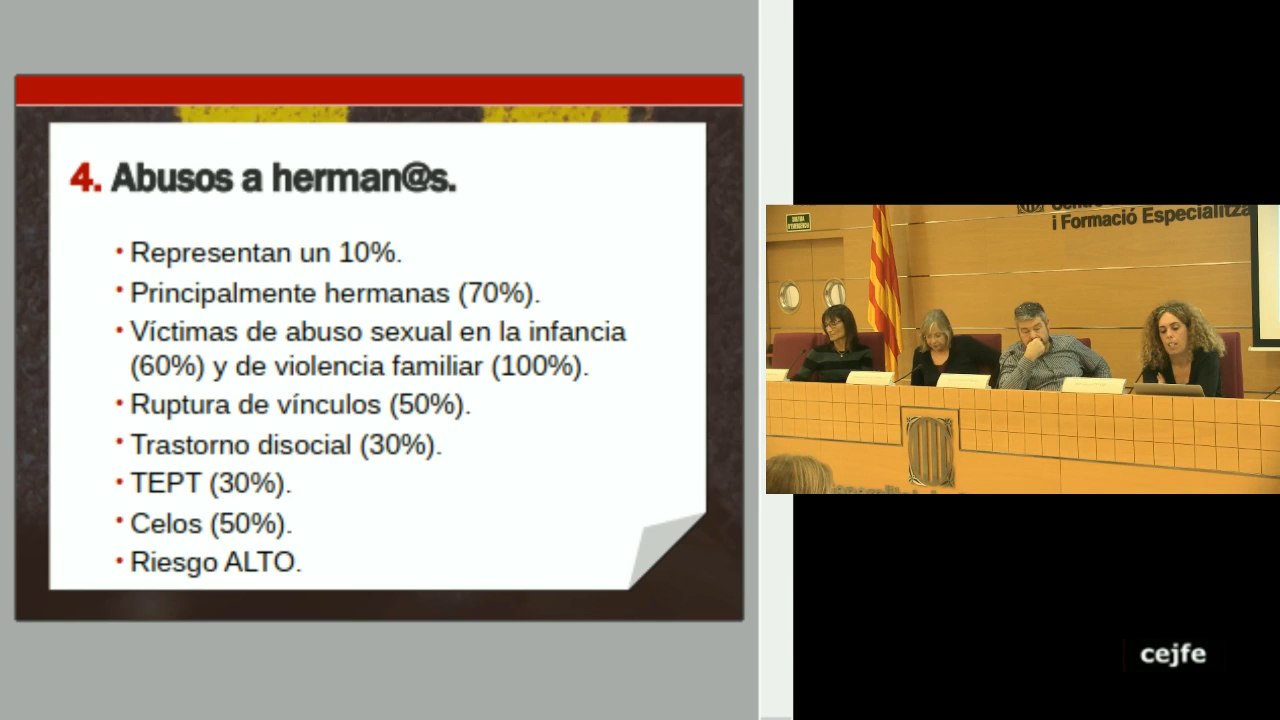 4. Abusos a herman@s.
• Representan un 10%.
• Principalmente hermanas (70%).
• Víctimas de abuso sexual en la infancia
(60%) y de violencia familiar (100%).
• Ruptura de vínculos (50%).
• Trastorno disocial (30%).
• TEPT (30%).
• Celos (50%).
• Riesgo ALTO.
i Formació Especialitza
cejfe